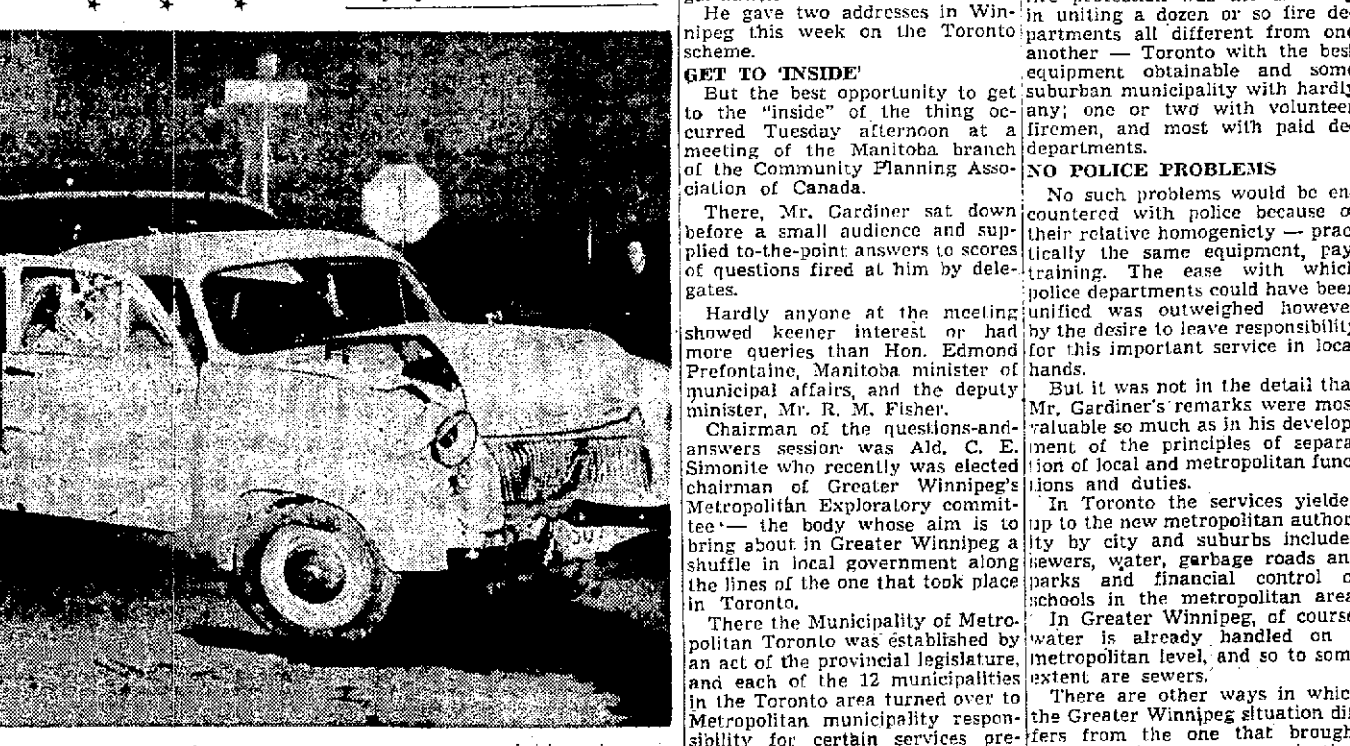 He gave two addresses in Win-
nipeg this week on the Toronto
scheme.
GET TO 'INSIDE'
But the best opportunity to get
to the "inside" of the thing oc-
curred Tuesday afternoon at a
meeting of the Manitoba branch
of the Community Planning Asso-
ciation of Canada.
There, Mr. Gardiner sat down
before a small audience and sup-
plied to-the-point answers to scores
of questions fired at him by dele-
gates.
Hardly anyone at the meeting
showed keener interest or had
more queries than Hon. Edmond
Prefontaine, Manitoba minister of
municipal affairs, and the deputy
minister, Mr. R. M. Fisher.
Chairman of the questions-and-
answers session was Ald. C. E.
Simonite who recently was elected
chairman of Greater Winnipeg's
Metropolitan Exploratory commit-
tee — the body whose aim is to
bring about in Greater Winnipeg a
shuffle in local government along
the lines of the one that took place
in Toronto.
There the Municipality of Metro-
politan Toronto was established by
an act of the provincial legislature,
and each of the 12 municipalities
in the Toronto area turned over to
Metropolitan municipality respon-
sibility for certain services pre-
in uniting a dozen or so fire de-
partments all different from one
another — Toronto with the best
equipment obtainable and some
suburban municipality with hardly
any; one or two with volunteer
firemen, and most with paid de-
departments.
NO POLICE PROBLEMS
No such problems would be en-
countered with police because o
their relative homogeniety — prac
tically the same equipment, pay
training. The ease with which
police departments could have been
unified was outweighed howeve
by the desire to leave responsibility
for this important service in loca
hands.
But it was not in the detail tha
Mr. Gardiner's remarks were mos
valuable so much as in his develop
ment of the principles of separa
tion of local and metropolitan func
tions and duties.
In Toronto the services yielde
up to the new metropolitan author
ity by city and suburbs include
sewers, water, garbage roads an
parks and financial control o
schools in the metropolitan area
In Greater Winnipeg, of course
water is already handled on
metropolitan level, and so to som
extent are sewers.
There are other ways in which
the Greater Winnipeg situation dif
fers from the one that brough